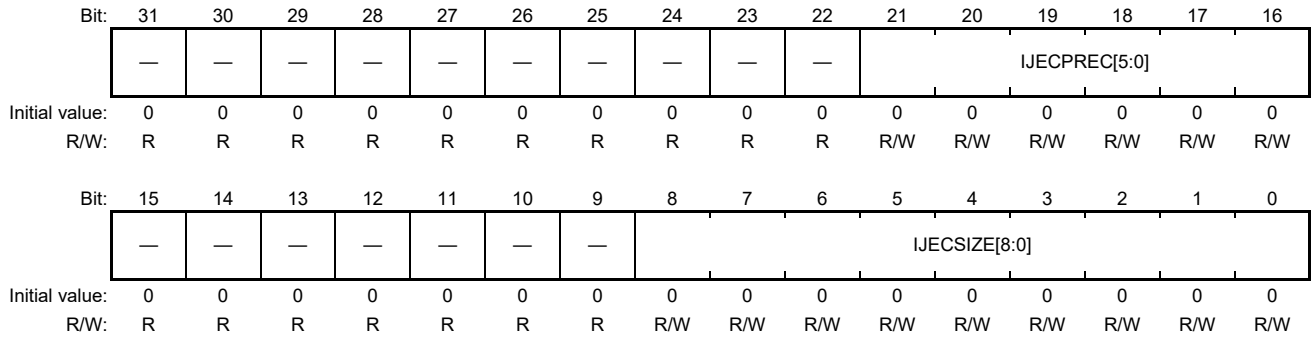 Bit: 31 30 29 28 27 26 25 24 23 22 21 20 19 18 17 16
— — — — — — — — — — IJECPREC[5:0]
Initial value: 0 0 0 0 0 0 0 0 0 0 0 0 0 0 0 0
R/W: R R R R R R R R R R R/W R/W R/W R/W R/W R/W
Bit: 15 14 13 12 11 10 9 8 7 6 5 4 3 2 1 0
— — — — — — — IJECSIZE[8:0]
Initial value: 0 0 0 0 0 0 0 0 0 0 0 0 0 0 0 0
R/W: R R R R R R R R/W R/W R/W R/W R/W R/W R/W R/W R/W